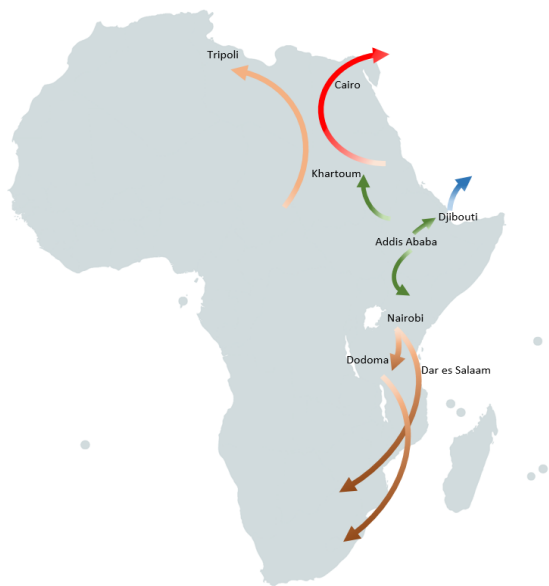 Tripoli
Cairo
Khartoum
Djibouti
Addis Ababa
Nairobi
Dodoma
Dar es Salaam